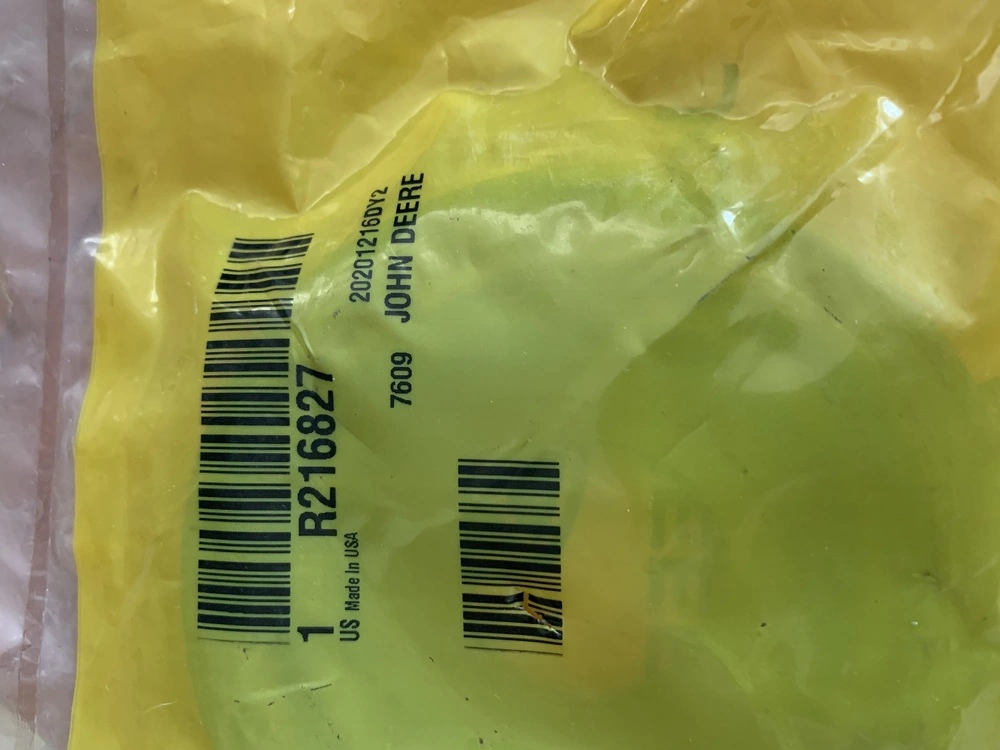 1 R216827
US Made In USA
20201216DY2
7609 JOHN DEERE